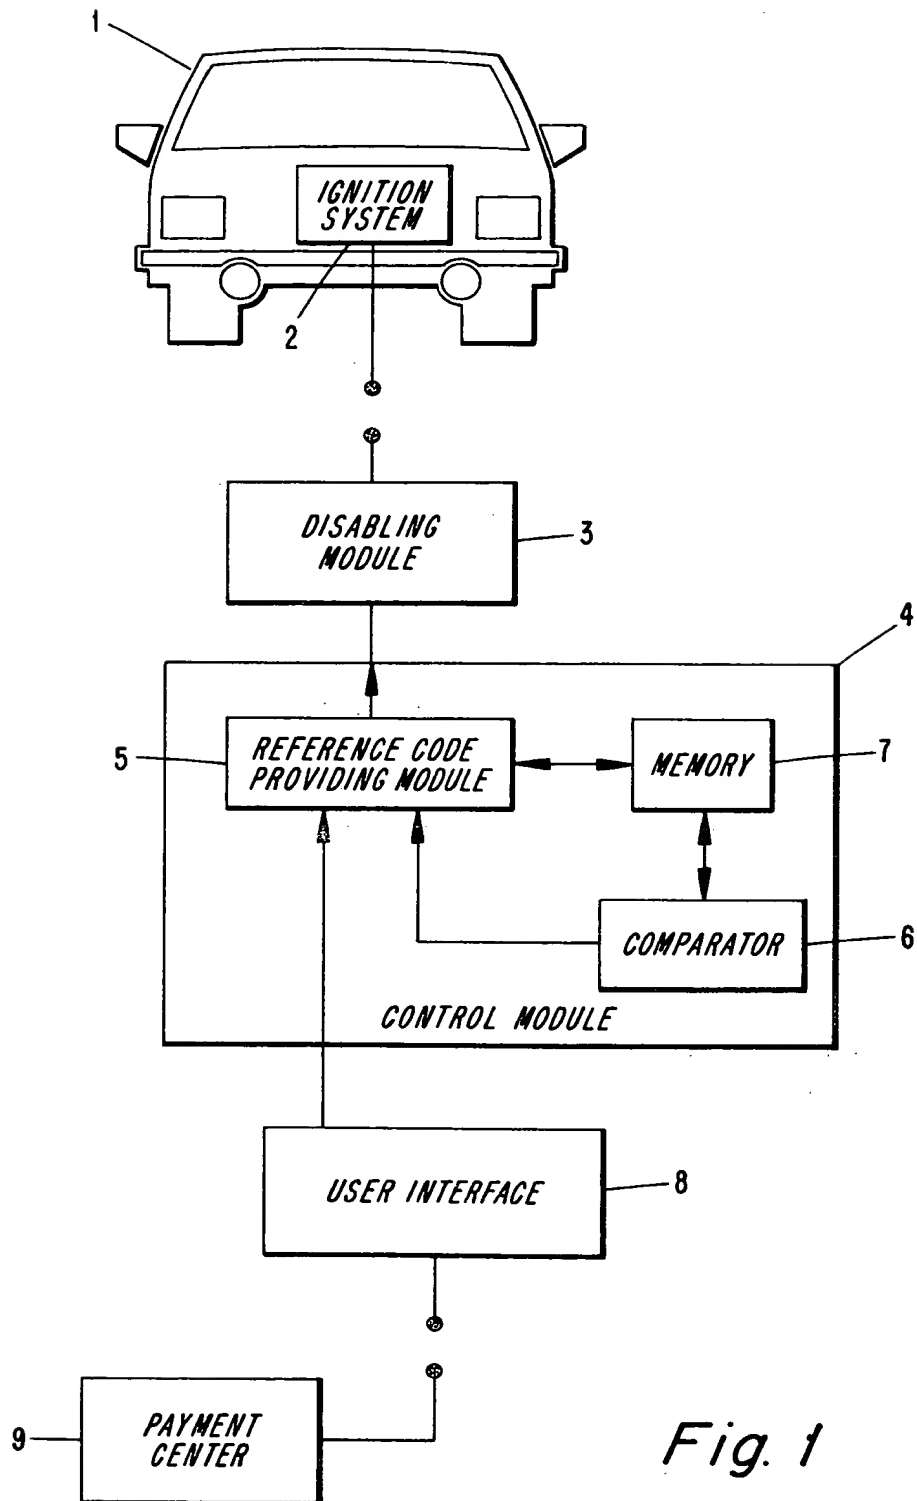 1
IGNITION
SYSTEM
2
DISABLING
MODULE
3
4
5
REFERENCE CODE
PROVIDING MODULE
MEMORY
7
COMPARATOR
6
CONTROL MODULE
USER INTERFACE
8
9
PAYMENT
CENTER
Fig. 1